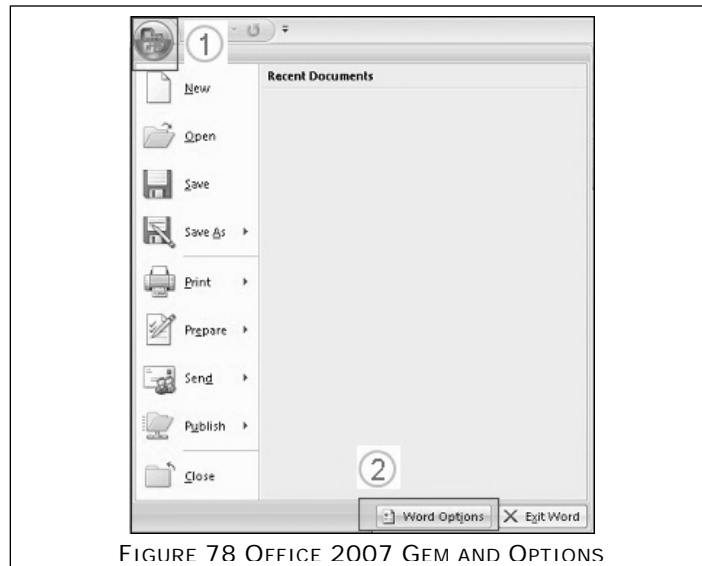 1
Recent Documents
New
Open
Save
Save As
Print
Prepare
Send
Publish
Close
2
Word Options Exit Word
FIGURE 78 OFFICE 2007 GEM AND OPTIONS